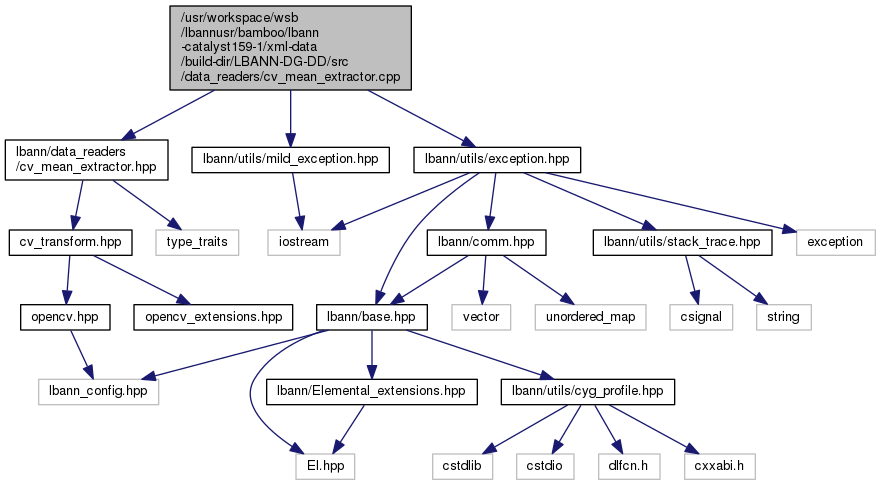 /usr/workspace/wsb
/lbannusr/bamboo/lbann
-catalyst159-1/xml-data
/build-dir/LBANN-DG-DD/src
/data_readers/cv_mean_extractor.cpp
lbann/data_readers
/cv_mean_extractor.hpp
lbann/utils/mild_exception.hpp
lbann/utils/exception.hpp
cv_transform.hpp
type_traits
iostream
lbann/comm.hpp
lbann/utils/stack_trace.hpp
exception
opencv.hpp
opencv_extensions.hpp
lbann/base.hpp
vector
unordered_map
csignal
string
lbann_config.hpp
lbann/Elemental_extensions.hpp
lbann/utils/cyg_profile.hpp
El.hpp
cstdlib
cstdio
dlfcn.h
cxxabi.h